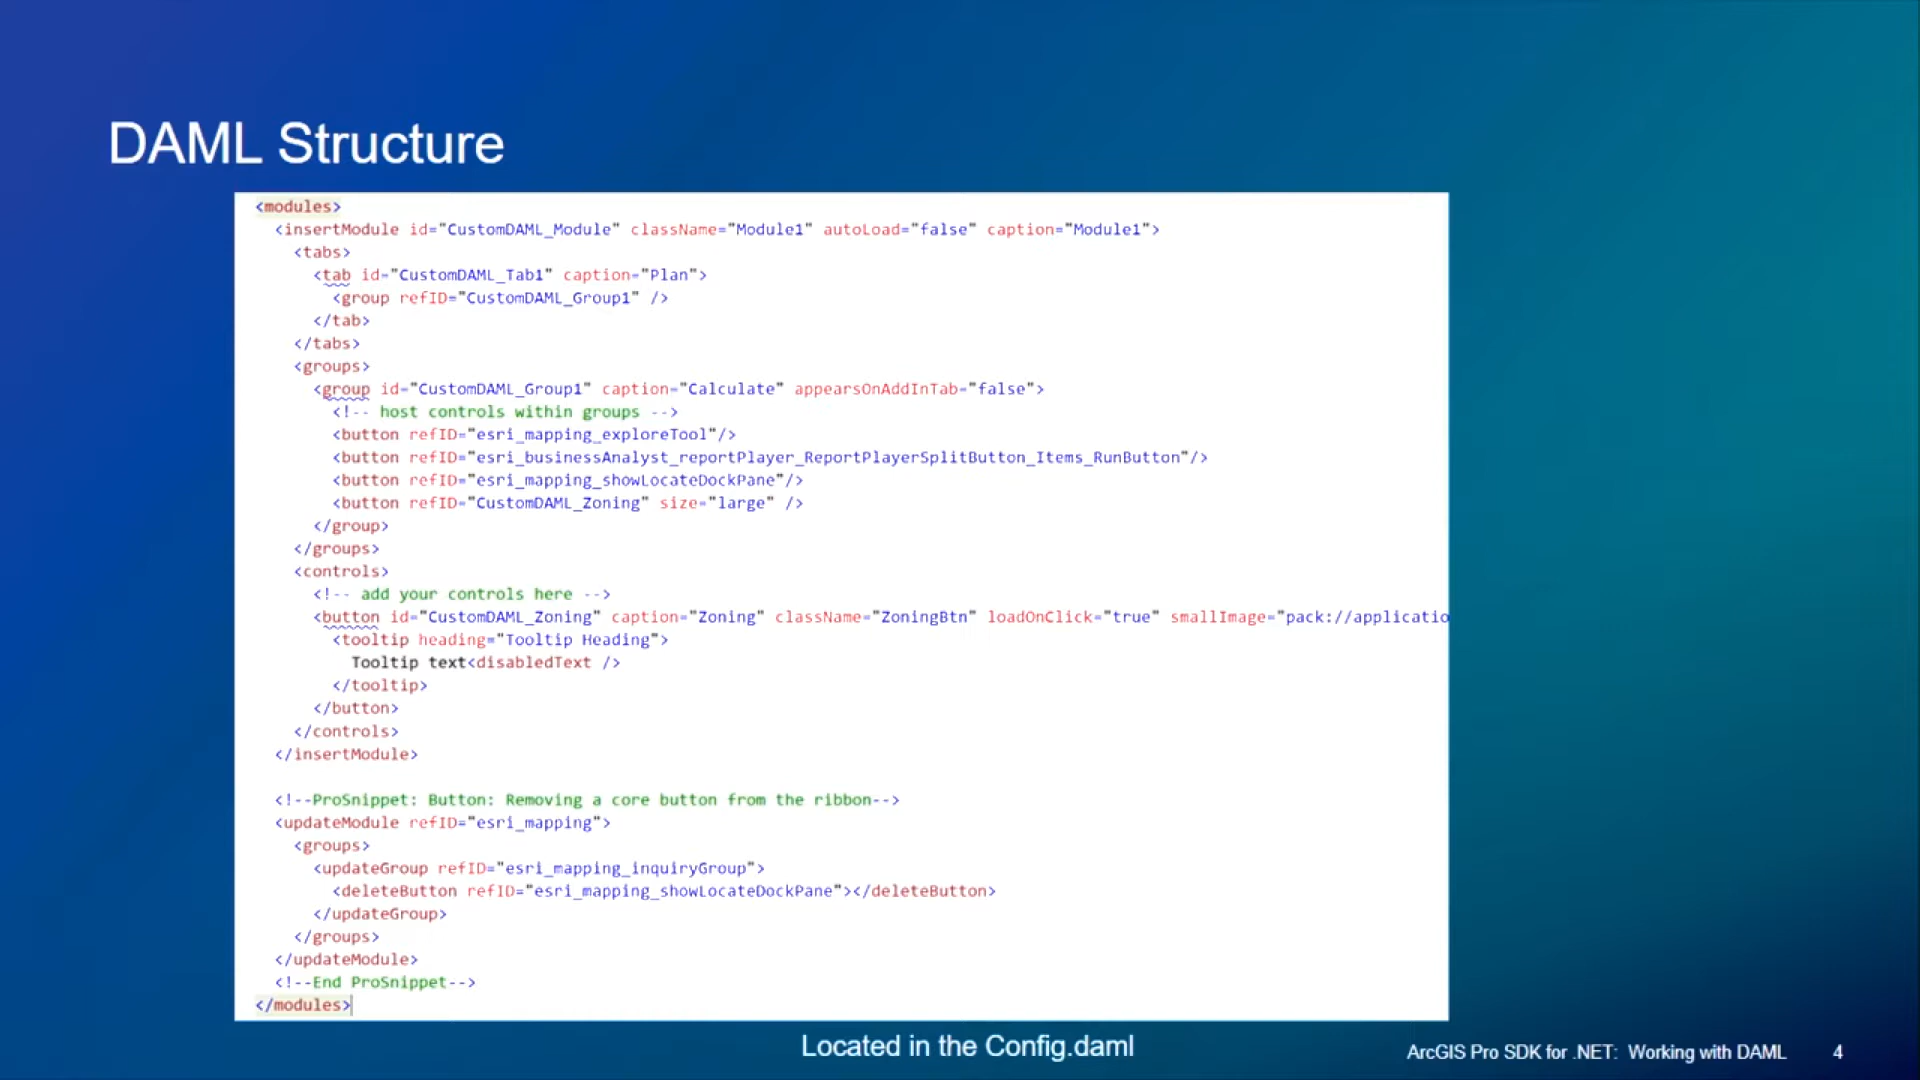 DAML Structure
<modules>
<insertModule id="CustomDAML_Module" className="Module1" autoLoad="false" caption="Module1">
<tabs>
<tab id="CustomDAML_Tab1" caption="Plan">
<group refID="CustomDAML_Group1" />
</tab>
</tabs>
<groups>
<group id="CustomDAML_Group1" caption="Calculate" appearsOnAddInTab="false">
<!-- host controls within groups -->
<button refID="esri_mapping_exploreTool"/>
<button refID="esri_businessAnalyst_reportPlayer_ReportPlayerSplitButton_Items_RunButton"/>
<button refID="esri_mapping_showLocateDockPane"/>
<button refID="CustomDAML_Zoning" size="large" />
</group>
</groups>
<controls>
<!-- add your controls here -->
<button id="CustomDAML_Zoning" caption="Zoning" className="ZoningBtn" loadOnClick="true" smallImage="pack://applicatio
<tooltip heading="Tooltip Heading">
Tooltip text<disabledText />
</tooltip>
</button>
</controls>
</insertModule>
<!--ProSnippet: Button: Removing a core button from the ribbon-->
<updateModule refID="esri_mapping">
<groups>
<updateGroup refID="esri_mapping_inquiryGroup">
<deleteButton refID="esri_mapping_showLocateDockPane"></deleteButton>
</updateGroup>
</groups>
</updateModule>
<!--End ProSnippet-->
</modules>
Located in the Config.daml
ArcGIS Pro SDK for .NET: Working with DAML 4